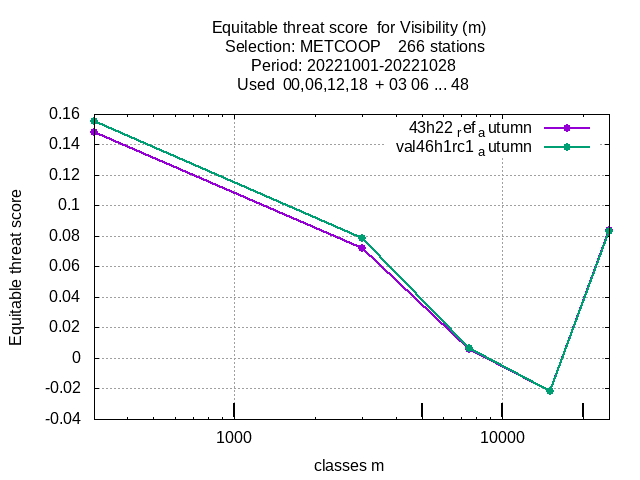 Equitable threat score  for Visibility (m)
Selection: METCOOP    266 stations
Period: 20221001-20221028
Used  00,06,12,18  + 03 06 ... 48
43h22_ref_autumn
val46h1rc1_autumn
Equitable threat score
0.16
0.14
0.12
0.1
0.08
0.06
0.04
0.02
0
-0.02
-0.04
1000
10000
classes m